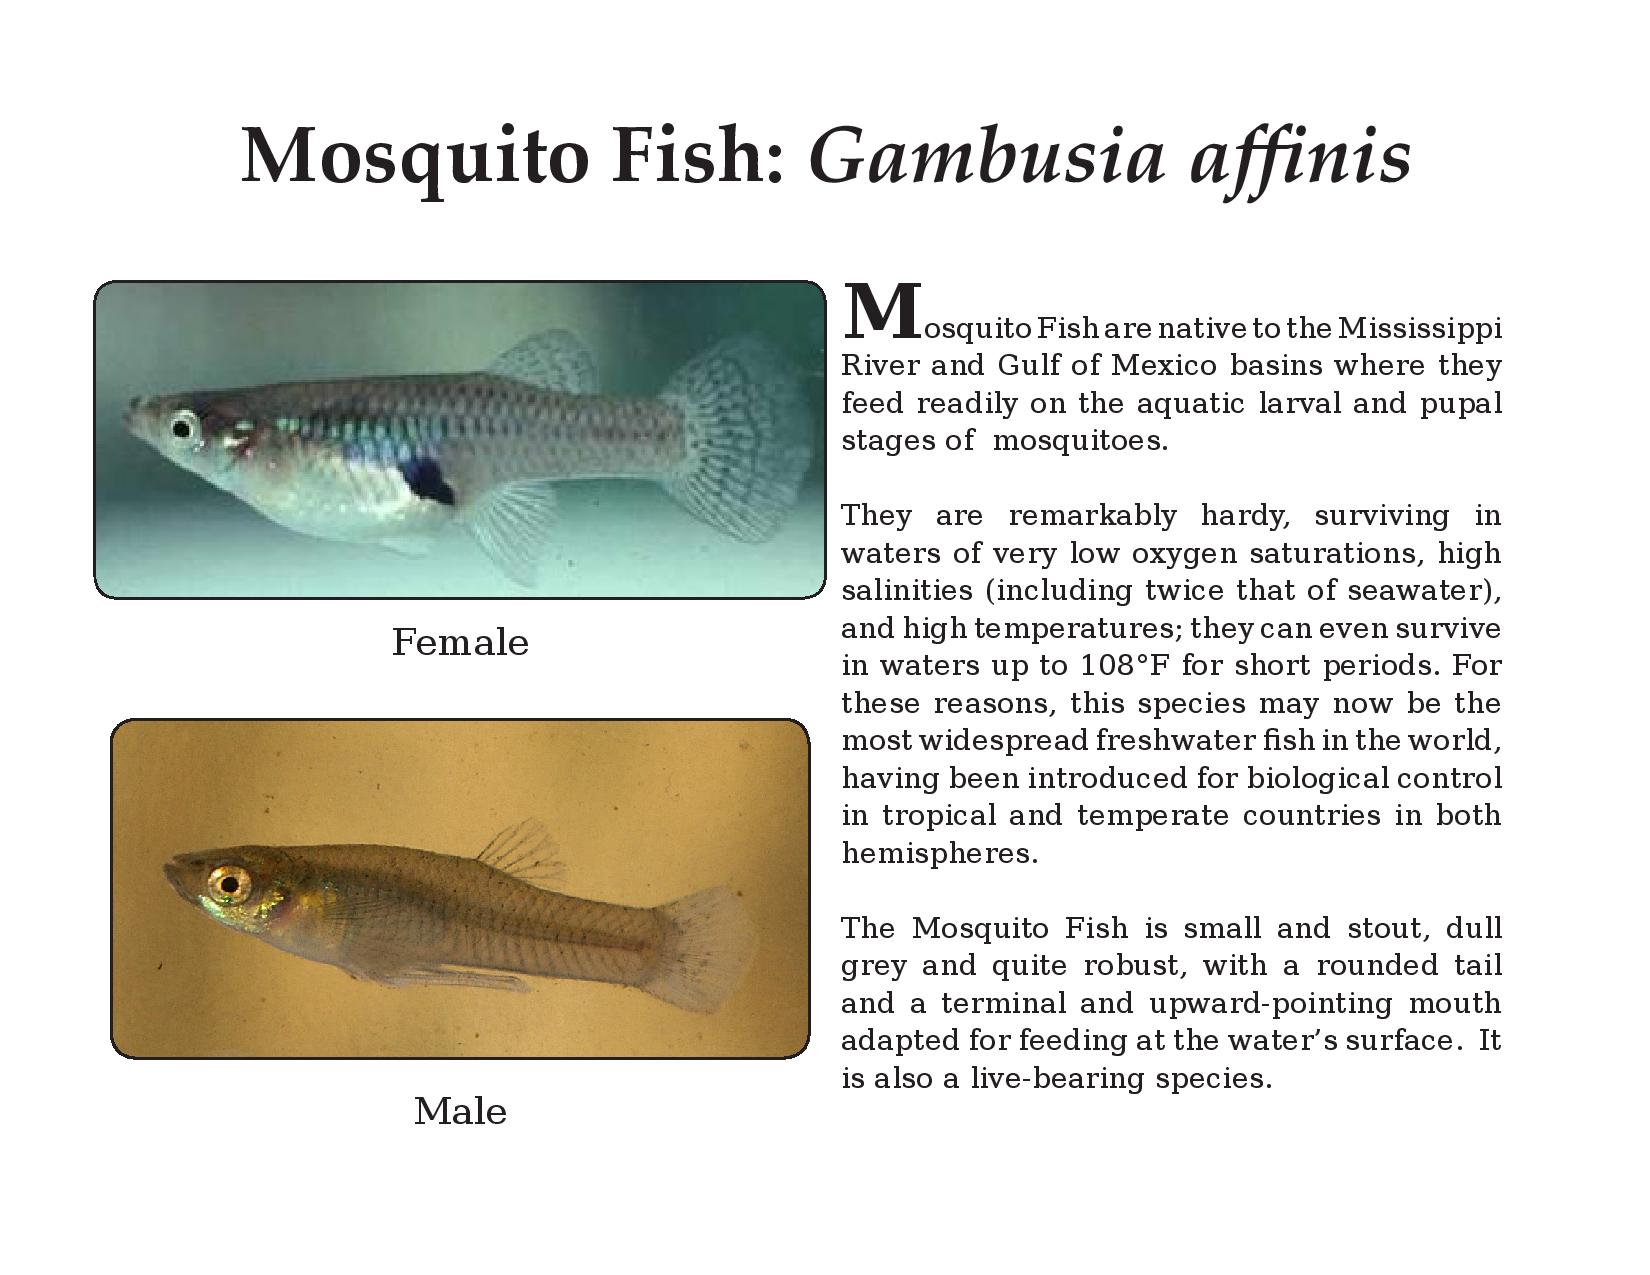 Mosquito Fish: Gambusia affinis
Female
Male
Mosquito Fish are native to the Mississippi
River and Gulf of Mexico basins where they
feed readily on the aquatic larval and pupal
stages of mosquitoes.
They are remarkably hardy, surviving in
waters of very low oxygen saturations, high
salinities (including twice that of seawater),
and high temperatures; they can even survive
in waters up to 108°F for short periods. For
these reasons, this species may now be the
most widespread freshwater fish in the world,
having been introduced for biological control
in tropical and temperate countries in both
hemispheres.
The Mosquito Fish is small and stout, dull
grey and quite robust, with a rounded tail
and a terminal and upward-pointing mouth
adapted for feeding at the water’s surface. It
is also a live-bearing species.